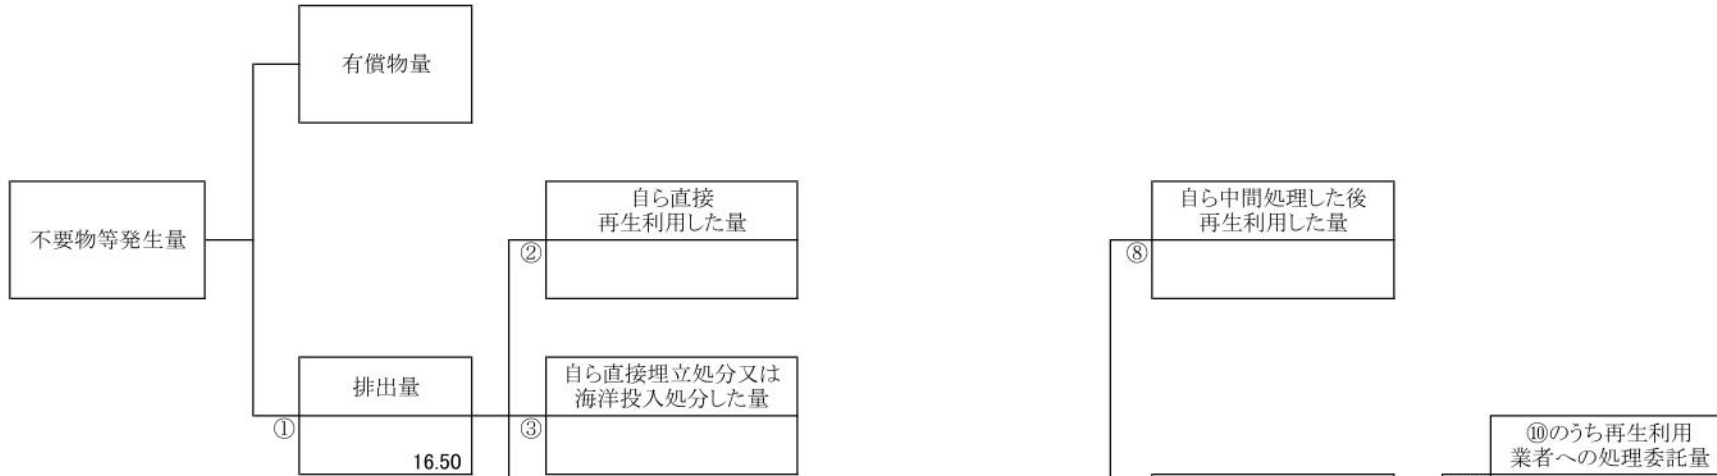 有償物量
不要物等発生量
自ら直接
再生利用した量
②
自ら中間処理した後
再生利用した量
⑧
排出量
①
16.50
自ら直接埋立処分又は
海洋投入処分した量
③
⑩のうち再生利用
業者への処理委託量